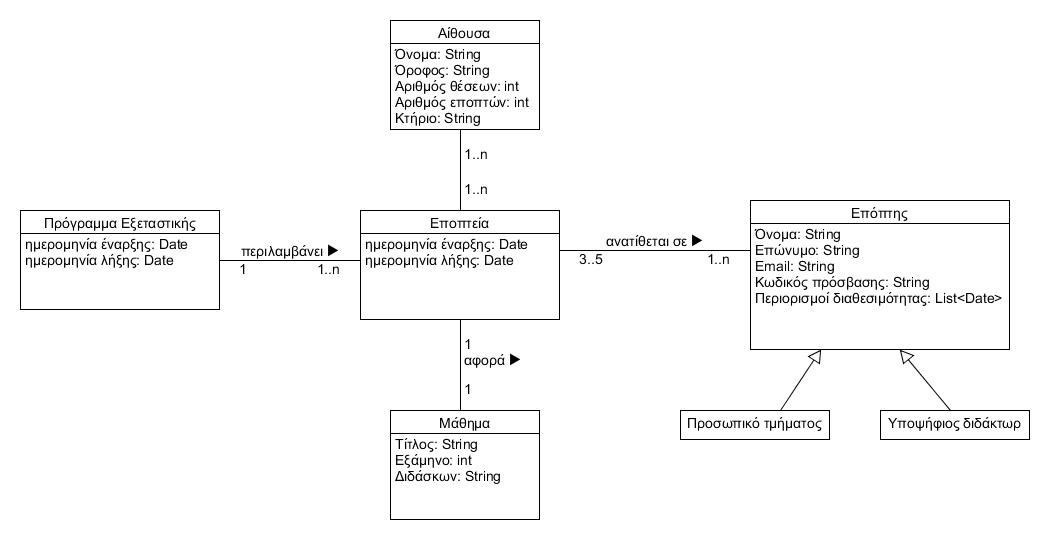 Αίθουσα
Όνομα: String
Όροφος: String
Αριθμός θέσεων: int
Αριθμός εποπτών: int
Κτήριο: String
1..n
1..n
Πρόγραμμα Εξεταστικής
ημερομηνία έναρξης: Date
ημερομηνία λήξης: Date
περιλαμβάνει ▶
1
1..n
Εποπτεία
ημερομηνία έναρξης: Date
ημερομηνία λήξης: Date
ανατίθεται σε ▶
3..5
1..n
Επόπτης
Όνομα: String
Επώνυμο: String
Email: String
Κωδικός πρόσβασης: String
Περιορισμοί διαθεσιμότητας: List<Date>
1
αφορά ▶
1
Μάθημα
Τίτλος: String
Εξάμηνο: int
Διδάσκων: String
Προσωπικό τμήματος
Υποψήφιος διδάκτωρ